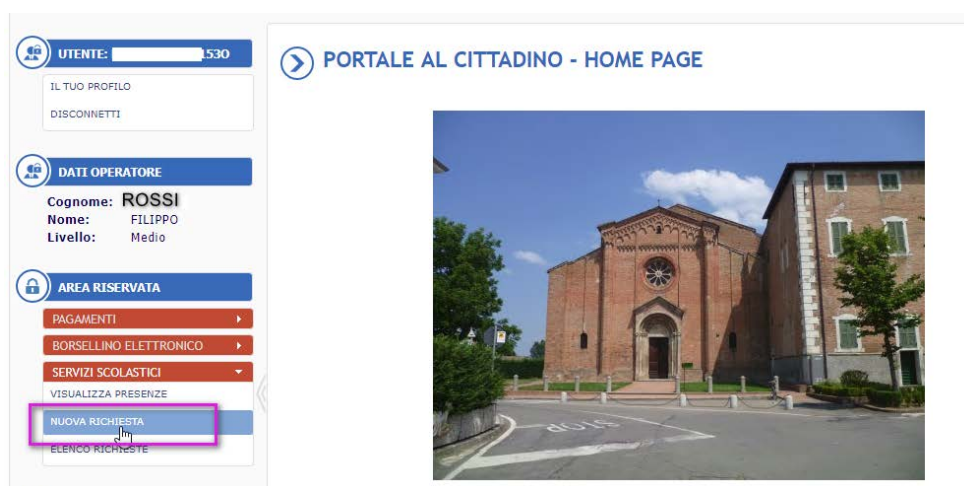 UTENTE: 1530
IL TUO PROFILO
DISCONNETTI
DATI OPERATORE
Cognome: ROSSI
Nome: FILIPPO
Livello: Medio
AREA RISERVATA
PAGAMENTI
BORSELLINO ELETTRONICO
SERVIZI SCOLASTICI
VISUALIZZA PRESENZE
NUOVA RICHIESTA
ELENCO RICHIESTE
PORTALE AL CITTADINO - HOME PAGE
STOP